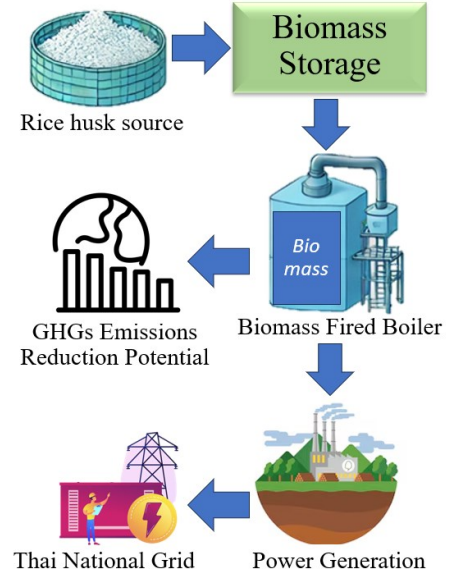 Biomass
Storage
Rice husk source
Bio
mass
GHGs Emissions
Reduction Potential
Biomass Fired Boiler
Thai National Grid
Power Generation